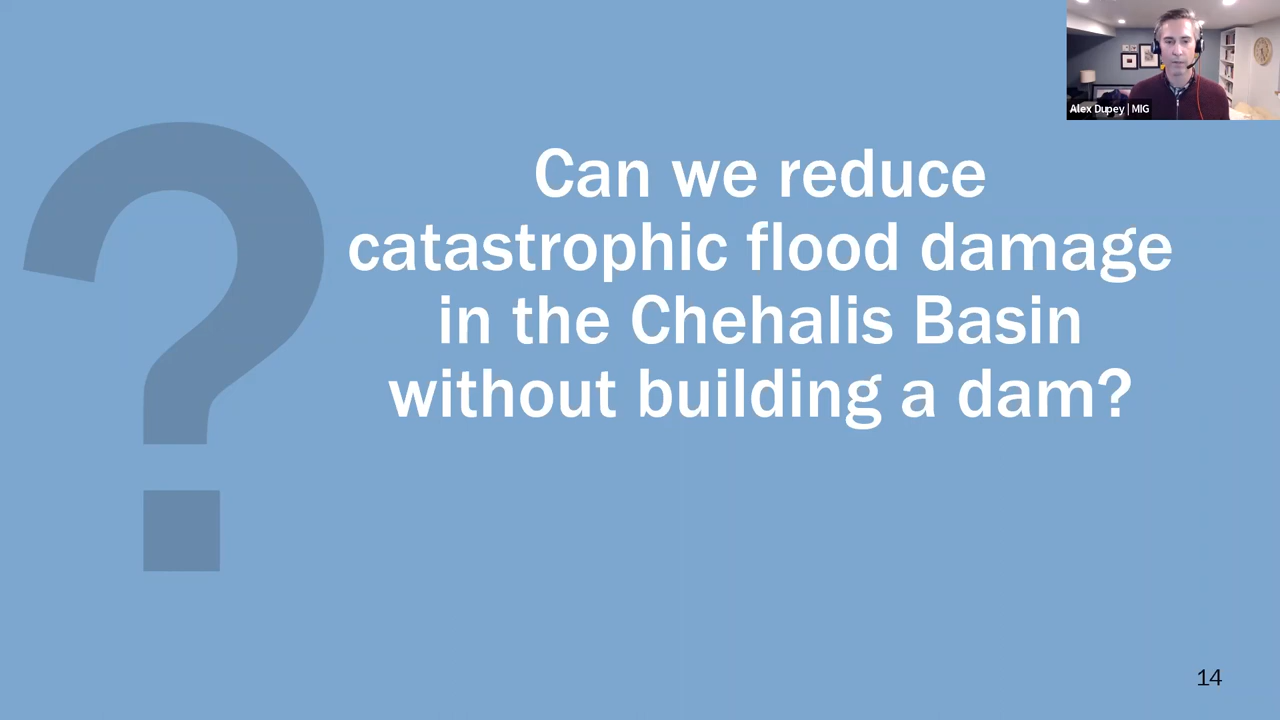 Alex Dupey | MIG
?
Can we reduce
catastrophic flood damage
in the Chehalis Basin
without building a dam?
14